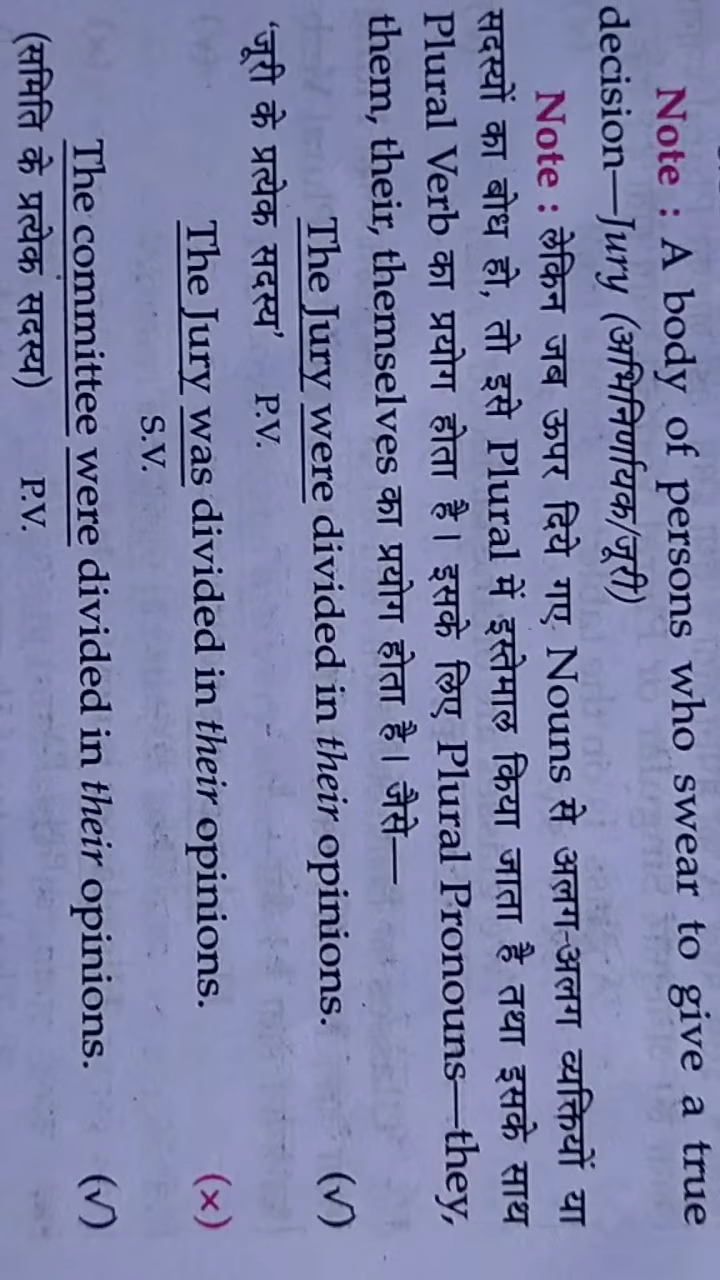 Note : A body of persons who swear to give a true
decision—Jury (अभिनिर्णायक/जूरी)
Note : लेकिन जब ऊपर दिये गए Nouns से अलग-अलग व्यक्तियों या
सदस्यों का बोध हो, तो इसे Plural में इस्तेमाल किया जाता है तथा इसके साथ
Plural Verb का प्रयोग होता है। इसके लिए Plural Pronouns—they,
them, their, themselves का प्रयोग होता है। जैसे—
The Jury were divided in their opinions. (√)
'जूरी के प्रत्येक सदस्य' P.V.
The Jury was divided in their opinions. (×)
S.V.
The committee were divided in their opinions. (√)
(समिति के प्रत्येक सदस्य) P.V.